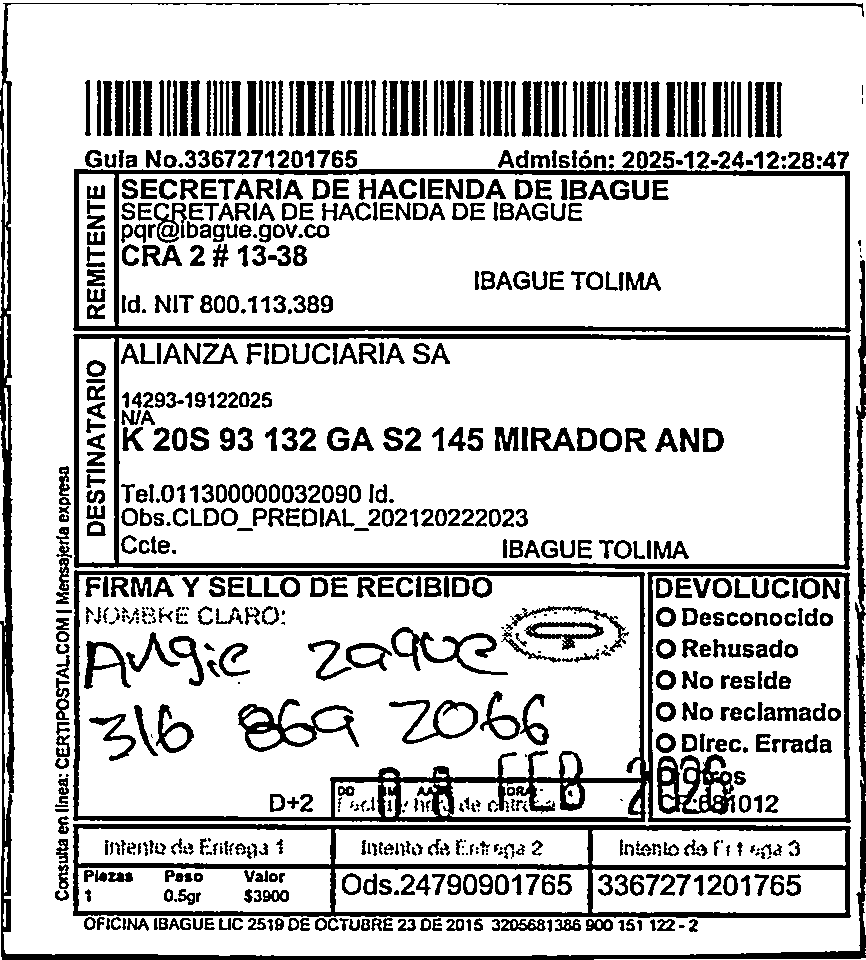 Guia No.3367271201765 Admisión: 2025-12-24-12:28:47
REMITENTE
SECRETARIA DE HACIENDA DE IBAGUE
SECRETARIA DE HACIENDA DE IBAGUE
pqr@ibague.gov.co
CRA 2 # 13-38
IBAGUE TOLIMA
Id. NIT 800.113.389
DESTINATARIO
ALIANZA FIDUCIARIA SA
14293-19122025
N/A
K 20S 93 132 GA S2 145 MIRADOR AND
Tel.011300000032090 Id.
Obs.CLDO_PREDIAL_202120222023
Ccte. IBAGUE TOLIMA
Consulta en linea: CERTIPOSTAL.COM | Mensajería expresa
FIRMA Y SELLO DE RECIBIDO
NOMBRE CLARO:
Angie zaque
316 869 2066
FEB 2026
D+2
DD
DEVOLUCION
Desconocido
Rehusado
No reside
No reclamado
Direc. Errada
Otros
CP:681012
Intento de Entrega 1 Intento de Entrega 2 Intento de Entrega 3
Piezas Peso Valor
1 0.5gr $3900
Ods.24790901765 3367271201765
OFICINA IBAGUE LIC 2519 DE OCTUBRE 23 DE 2015 3205681386 900 151 122 - 2